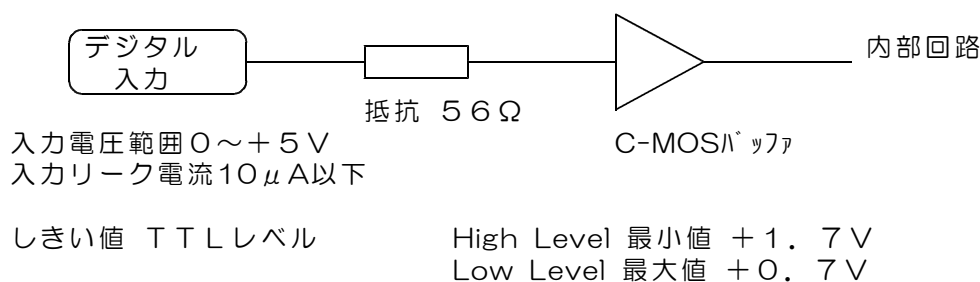 デジタル
入力
内部回路
抵抗 56Ω
C-MOSﾊﾞｯﾌｧ
入力電圧範囲0～+5V
入力リーク電流10μA以下
しきい値 TTLレベル
High Level 最小値 +1.7V
Low Level 最大値 +0.7V